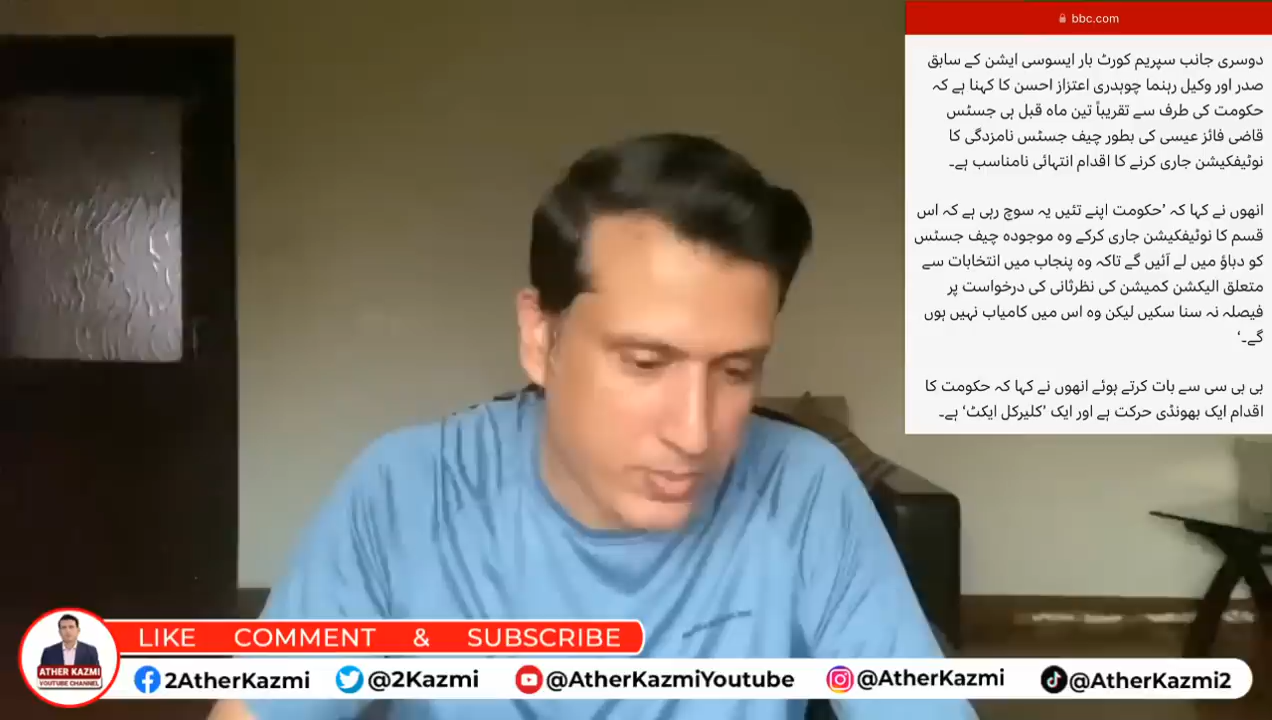 bbc.com
دوسری جانب سپریم کورٹ بار ایسوسی ایشن کے سابق
صدر اور وکیل رہنما چوہدری اعتزاز احسن کا کہنا ہے کہ
حکومت کی طرف سے تقریباً تین ماہ قبل ہی جسٹس
قاضی فائز عیسی کی بطور چیف جسٹس نامزدگی کا
نوٹیفکیشن جاری کرنے کا اقدام انتہائی نامناسب ہے۔
انھوں نے کہا کہ ’حکومت اپنے تئیں یہ سوچ رہی ہے کہ اس
قسم کا نوٹیفکیشن جاری کرکے وہ موجودہ چیف جسٹس
کو دباؤ میں لے آئیں گے تاکہ وہ پنجاب میں انتخابات سے
متعلق الیکشن کمیشن کی نظرثانی کی درخواست پر
فیصلہ نہ سنا سکیں لیکن وہ اس میں کامیاب نہیں ہوں
گے۔‘
بی بی سی سے بات کرتے ہوئے انھوں نے کہا کہ حکومت کا
اقدام ایک بھونڈی حرکت ہے اور ایک ’کلیرکل ایکٹ‘ ہے۔
LIKE COMMENT & SUBSCRIBE
ATHER KAZMI
YOUTUBE CHANNEL
2AtherKazmi @2Kazmi @AtherKazmiYoutube @AtherKazmi @AtherKazmi2